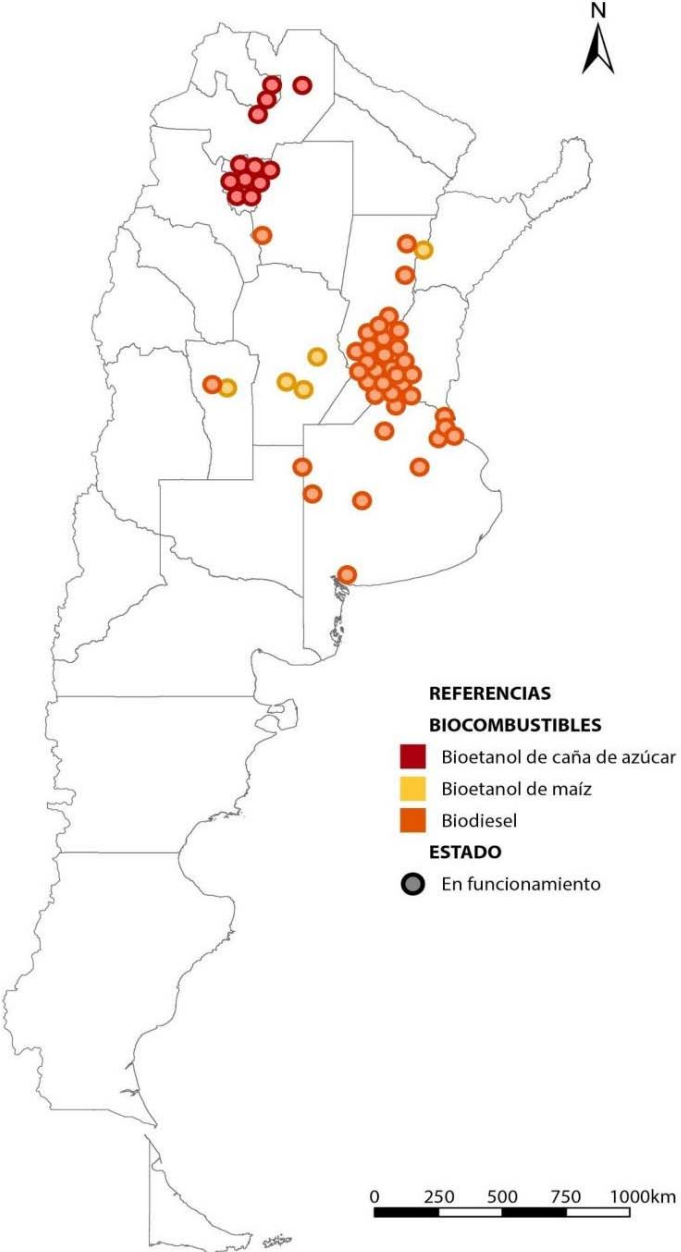 N
REFERENCIAS
BIOCOMBUSTIBLES
Bioetanol de caña de azúcar
Bioetanol de maíz
Biodiesel
ESTADO
En funcionamiento
0 250 500 750 1000km